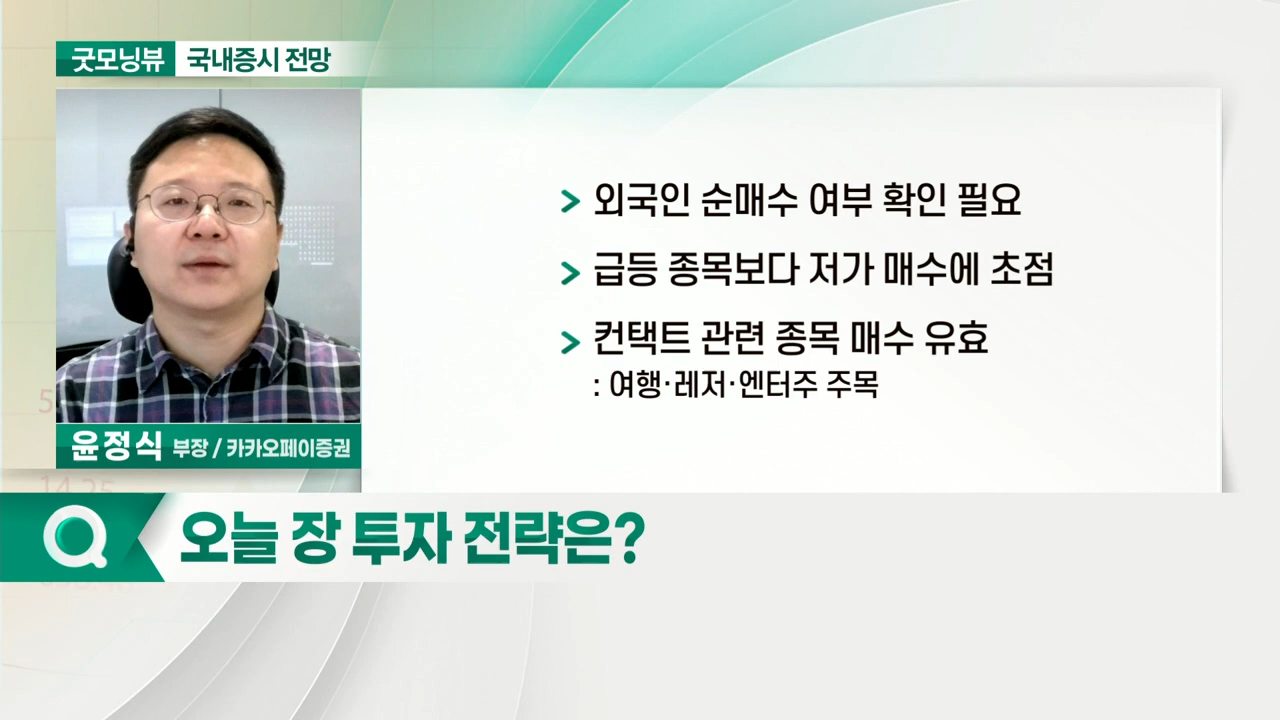 굿모닝뷰 국내증시 전망
> 외국인 순매수 여부 확인 필요
> 급등 종목보다 저가 매수에 초점
> 컨택트 관련 종목 매수 유효
: 여행·레저·엔터주 주목
윤정식 부장 / 카카오페이증권
Q 오늘 장 투자 전략은?